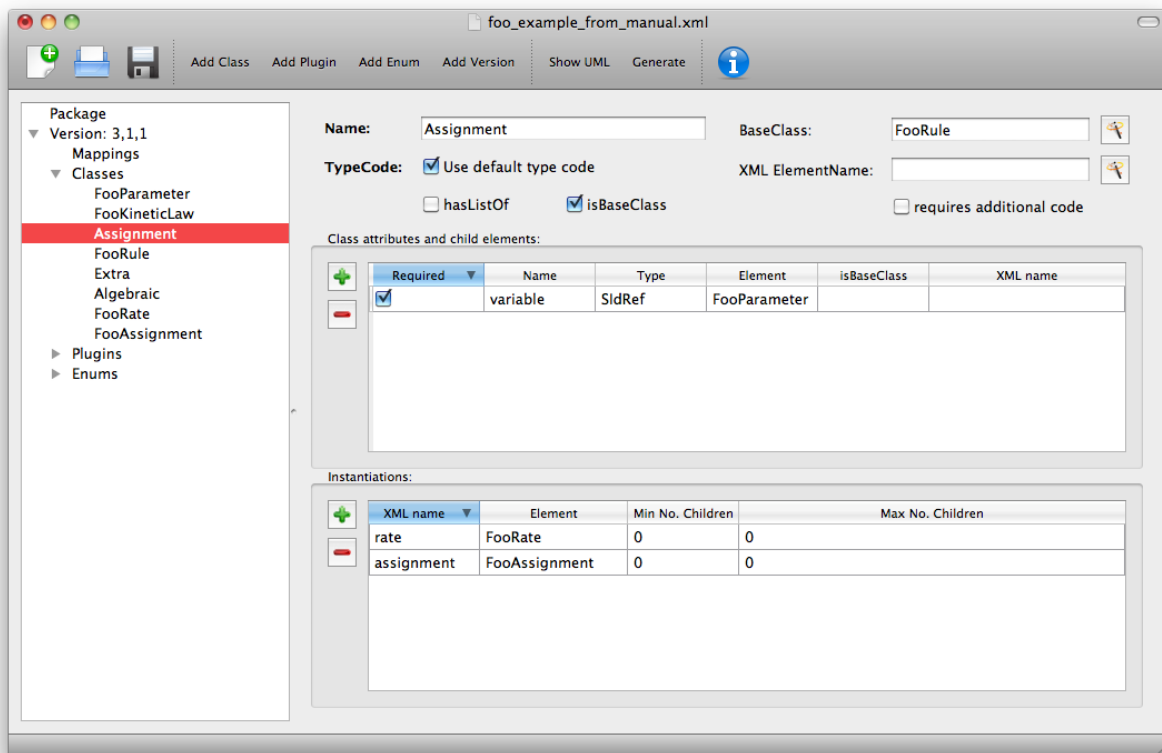 foo_example_from_manual.xml
Add Class Add Plugin Add Enum Add Version Show UML Generate
Package
Version: 3,1,1
Mappings
Classes
FooParameter
FooKineticLaw
Assignment
FooRule
Extra
Algebraic
FooRate
FooAssignment
Plugins
Enums
Name: Assignment BaseClass: FooRule
TypeCode: Use default type code XML ElementName:
hasListOf isBaseClass requires additional code
Class attributes and child elements:
Required Name Type Element isBaseClass XML name
variable SIdRef FooParameter
Instantiations:
XML name Element Min No. Children Max No. Children
rate FooRate 0 0
assignment FooAssignment 0 0